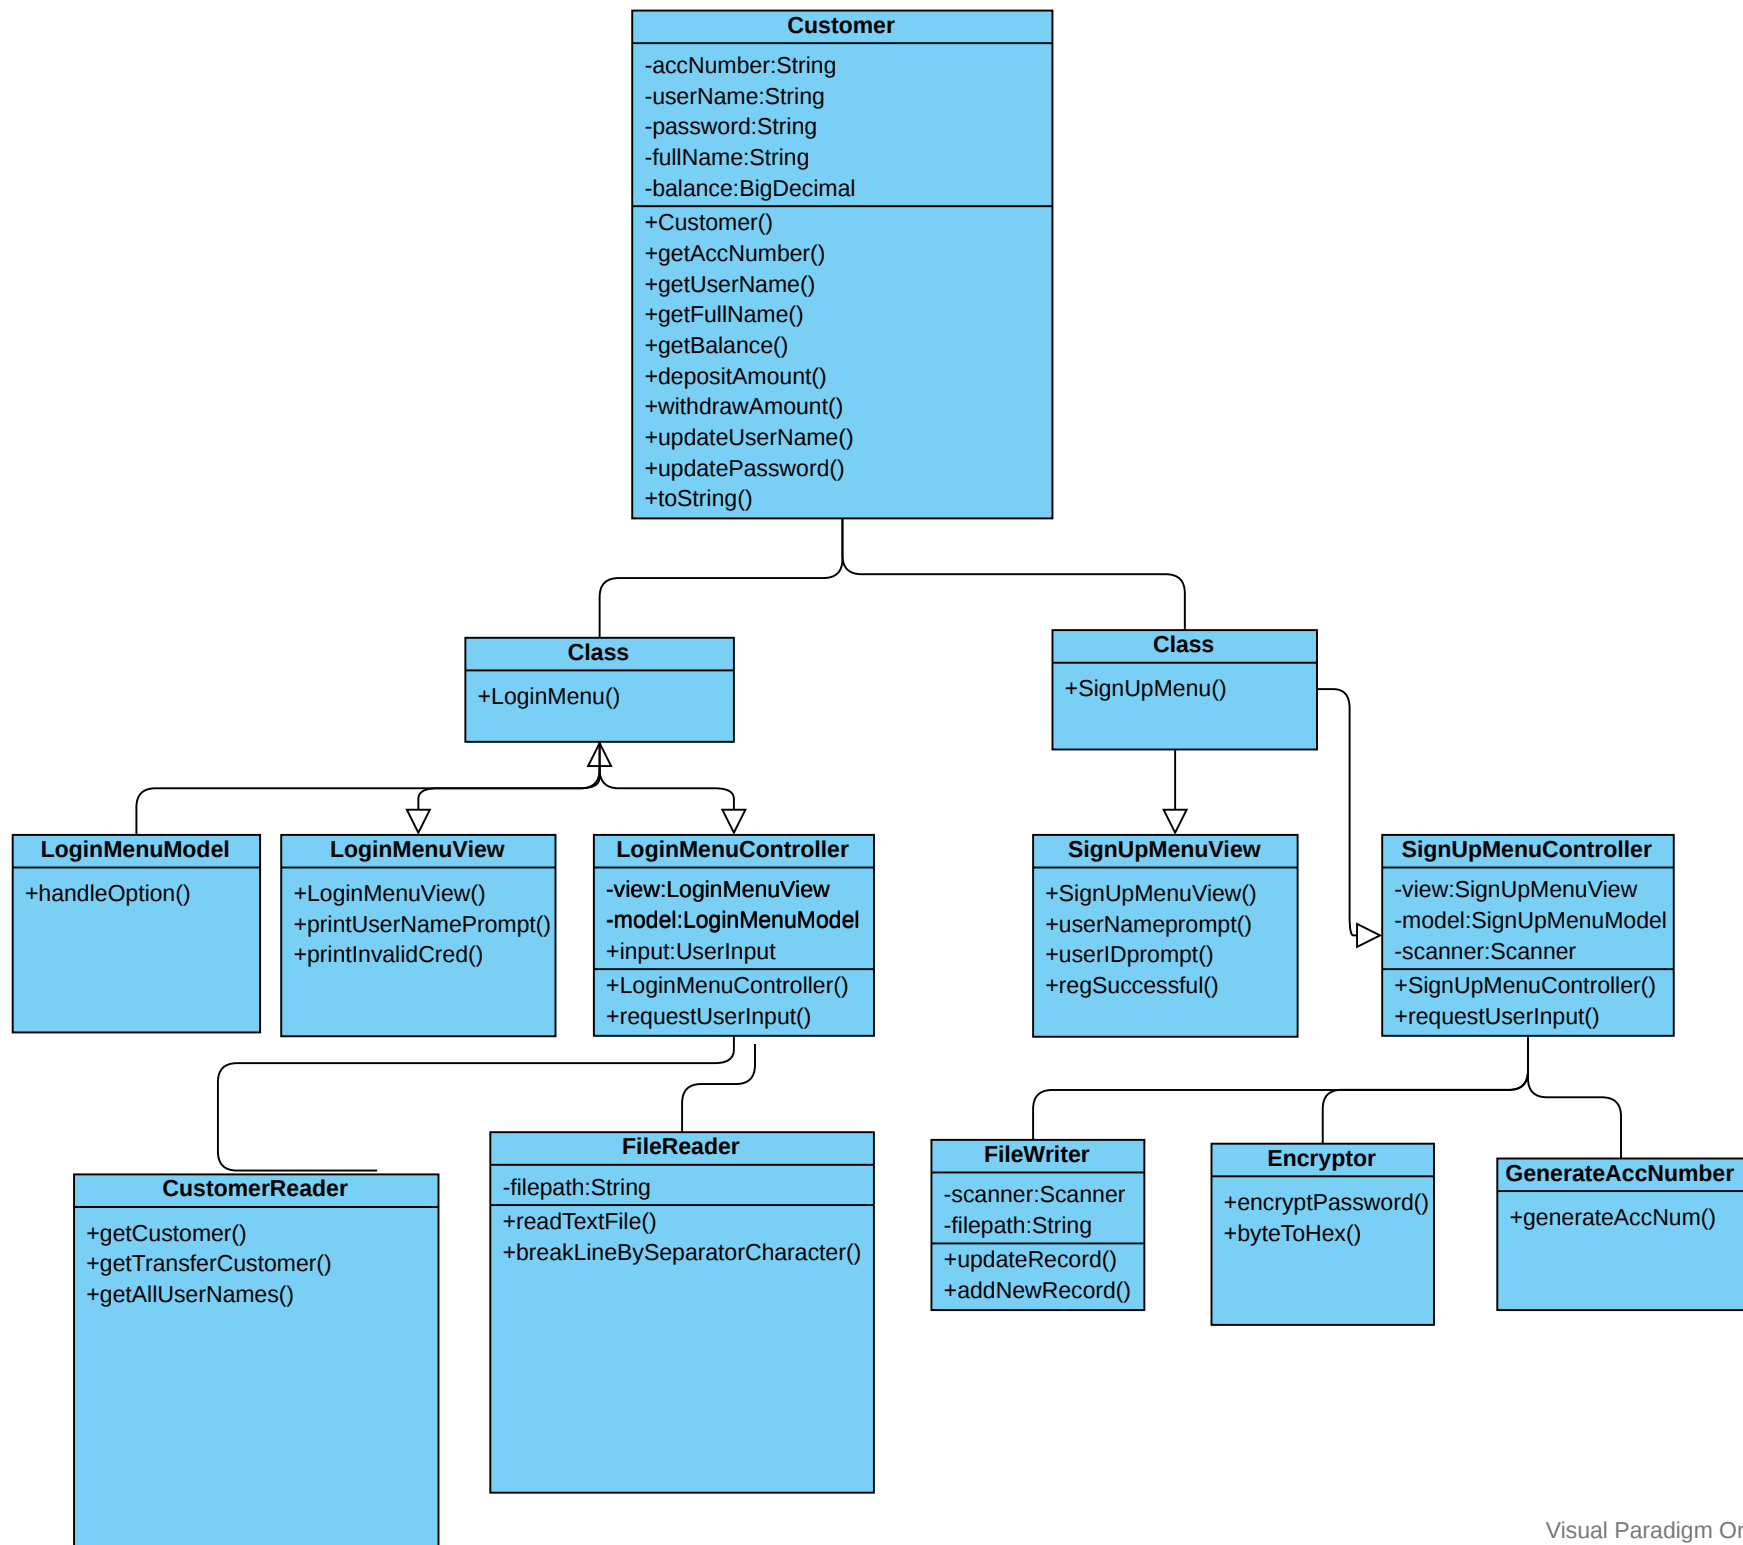 Customer
-accNumber:String
-userName:String
-password:String
-fullName:String
-balance:BigDecimal
+Customer()
+getAccNumber()
+getUserName()
+getFullName()
+getBalance()
+depositAmount()
+withdrawAmount()
+updateUserName()
+updatePassword()
+toString()
Class
+LoginMenu()
Class
+SignUpMenu()
LoginMenuModel
+handleOption()
LoginMenuView
+LoginMenuView()
+printUserNamePrompt()
+printInvalidCred()
LoginMenuController
-view:LoginMenuView
-model:LoginMenuModel
+input:UserInput
+LoginMenuController()
+requestUserInput()
SignUpMenuView
+SignUpMenuView()
+userNameprompt()
+userIDprompt()
+regSuccessful()
SignUpMenuController
-view:SignUpMenuView
-model:SignUpMenuModel
-scanner:Scanner
+SignUpMenuController()
+requestUserInput()
CustomerReader
+getCustomer()
+getTransferCustomer()
+getAllUserNames()
FileReader
-filepath:String
+readTextFile()
+breakLineBySeparatorCharacter()
FileWriter
-scanner:Scanner
-filepath:String
+updateRecord()
+addNewRecord()
Encryptor
+encryptPassword()
+byteToHex()
GenerateAccNumber
+generateAccNum()
Visual Paradigm